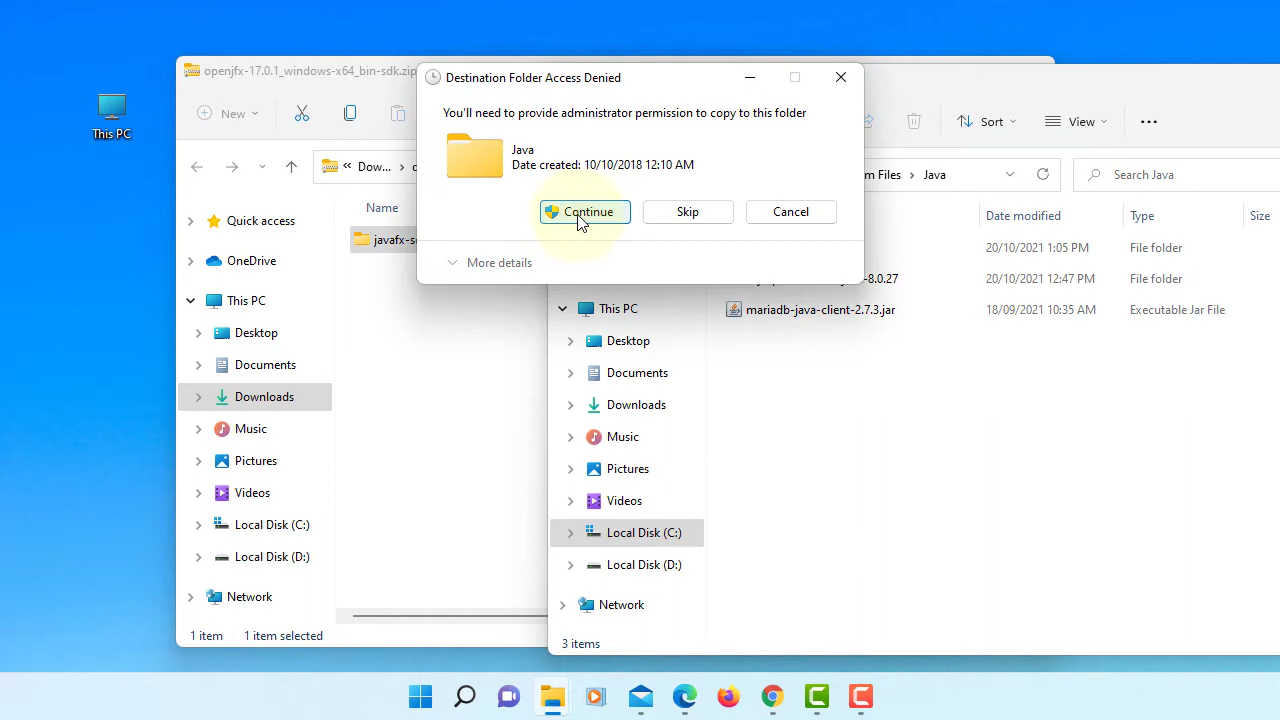 This PC
openjfx-17.0.1_windows-x64_bin-sdk.zip
New
« Dow...
Name
Quick access
OneDrive
This PC
Desktop
Documents
Downloads
Music
Pictures
Videos
Local Disk (C:)
Local Disk (D:)
Network
1 item
1 item selected
Destination Folder Access Denied
You'll need to provide administrator permission to copy to this folder
Java
Date created: 10/10/2018 12:10 AM
Continue
Skip
Cancel
More details
Sort
View
Java
Search Java
Date modified
Type
Size
20/10/2021 1:05 PM
File folder
20/10/2021 12:47 PM
File folder
mariadb-java-client-2.7.3.jar
18/09/2021 10:35 AM
Executable Jar File
This PC
Desktop
Documents
Downloads
Music
Pictures
Videos
Local Disk (C:)
Local Disk (D:)
Network
3 items